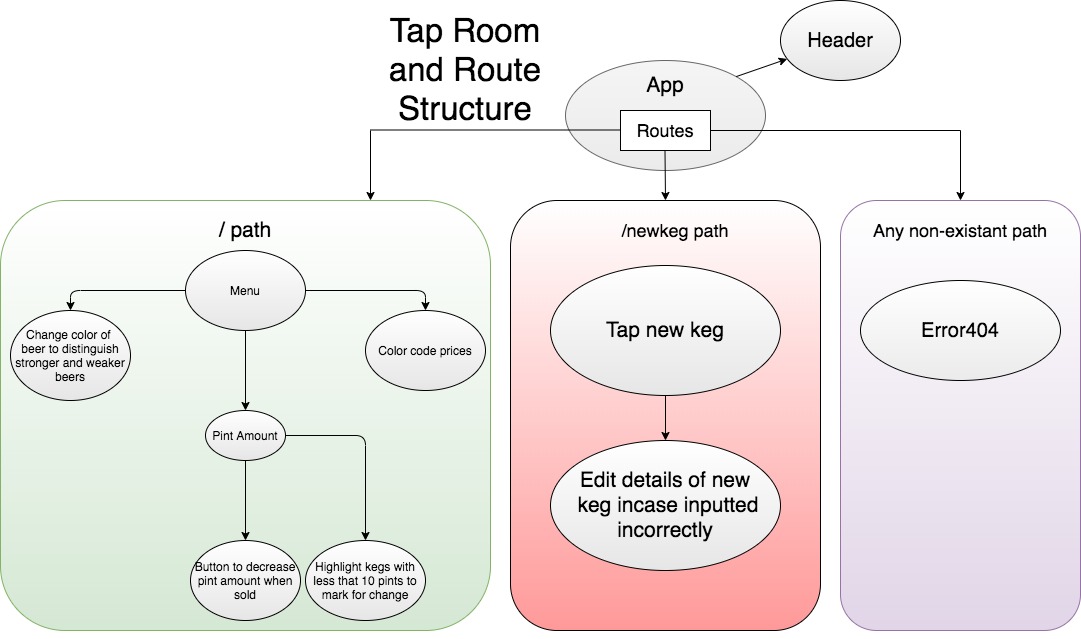 Tap Room
and Route
Structure
Header
App
Routes
/ path
Menu
Change color of
beer to distinguish
stronger and weaker
beers
Color code prices
Pint Amount
Button to decrease
pint amount when
sold
Highlight kegs with
less that 10 pints to
mark for change
/newkeg path
Tap new keg
Edit details of new
keg incase inputted
incorrectly
Any non-existant path
Error404